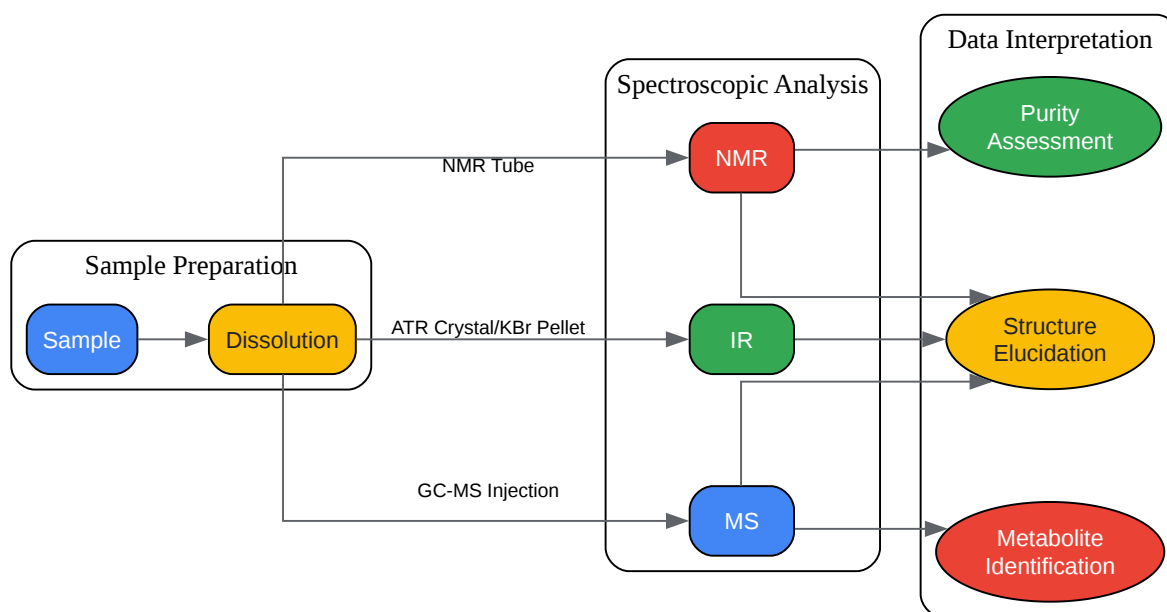 Data Interpretation
Spectroscopic Analysis
Purity
Assessment
NMR
NMR Tube
Sample Preparation
Sample
Dissolution
ATR Crystal/KBr Pellet
IR
Structure
Elucidation
GC-MS Injection
MS
Metabolite
Identification